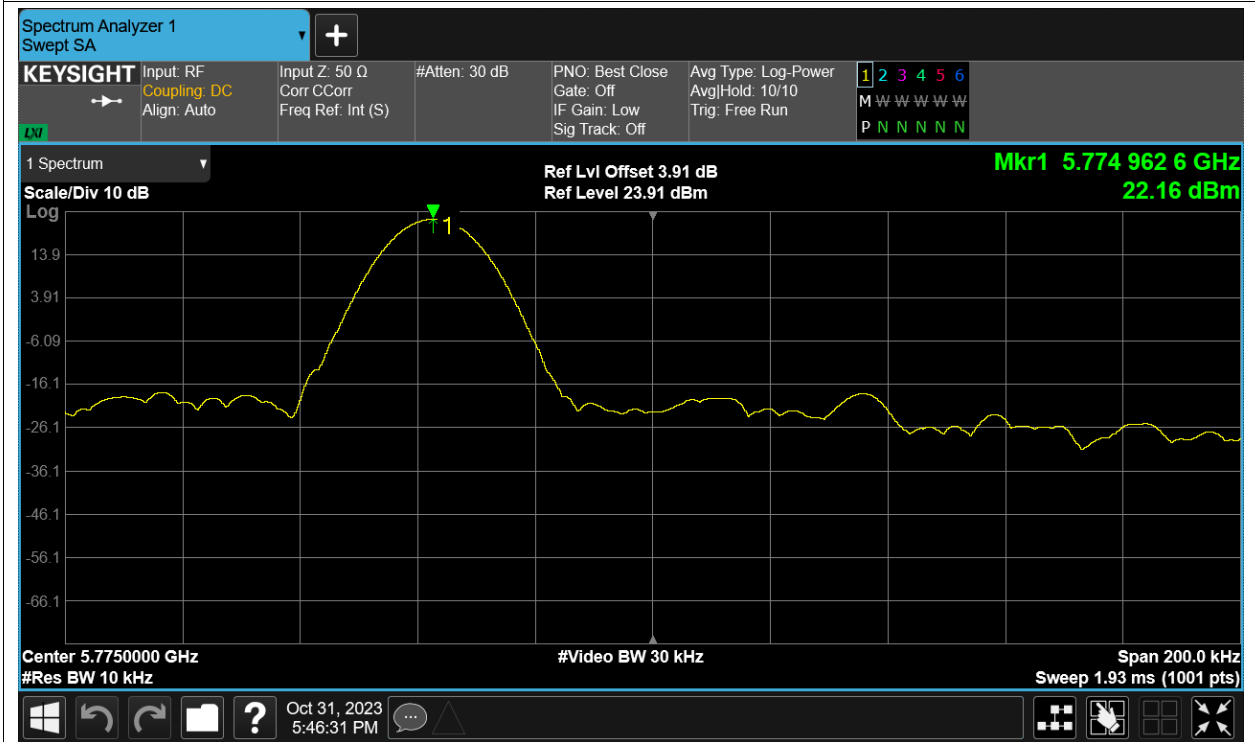 Spectrum Analyzer 1
Swept SA
KEYSIGHT
LXI
Input: RF
Coupling: DC
Align: Auto
Input Z: 50 Ω
Corr CCorr
Freq Ref: Int (S)
#Atten: 30 dB
PNO: Best Close
Gate: Off
IF Gain: Low
Sig Track: Off
Avg Type: Log-Power
Avg|Hold: 10/10
Trig: Free Run
1 2 3 4 5 6
M W W W W W
P N N N N N
1 Spectrum
Scale/Div 10 dB
Log
Ref Lvl Offset 3.91 dB
Ref Level 23.91 dBm
Mkr1 5.774 962 6 GHz
22.16 dBm
1
13.9
3.91
-6.09
-16.1
-26.1
-36.1
-46.1
-56.1
-66.1
Center 5.7750000 GHz
#Video BW 30 kHz
Span 200.0 kHz
#Res BW 10 kHz
Sweep 1.93 ms (1001 pts)
?
Oct 31, 2023
5:46:31 PM